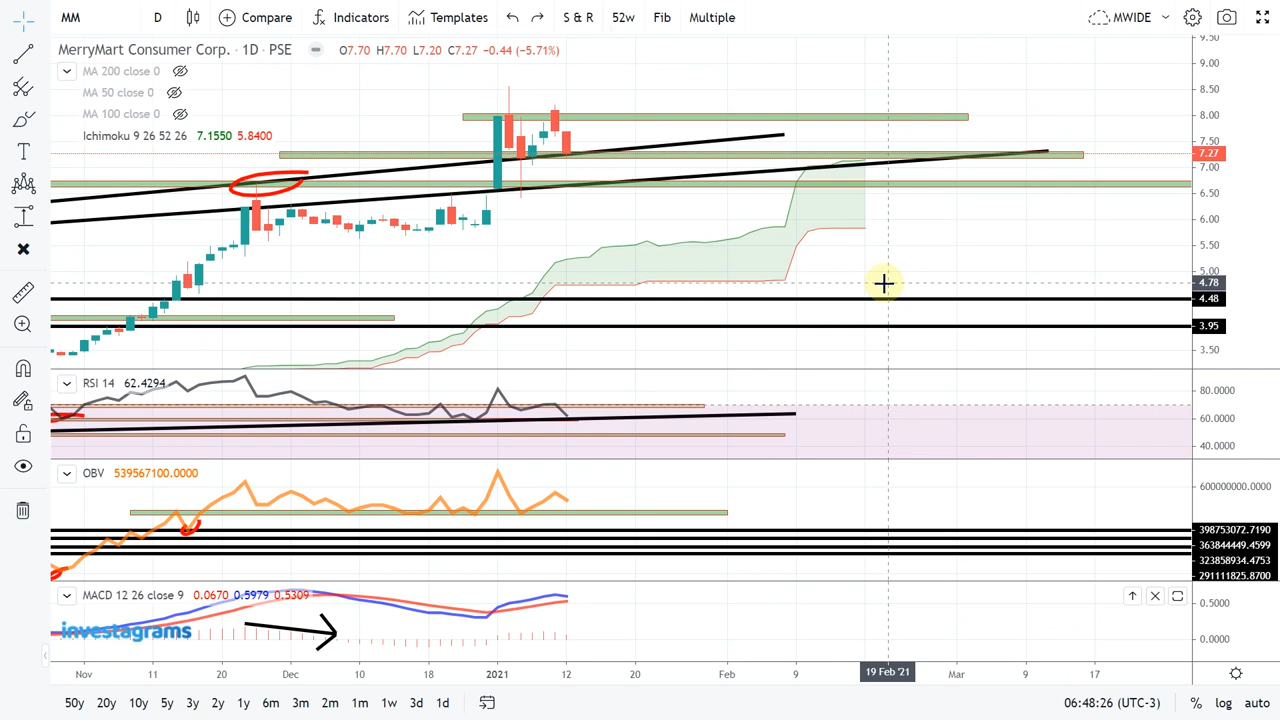 MM D Compare Indicators Templates S & R 52w Fib Multiple MWIDE
MerryMart Consumer Corp. · 1D · PSE O7.70 H7.70 L7.20 C7.27 −0.44 (−5.71%)
MA 200 close 0
MA 50 close 0
MA 100 close 0
Ichimoku 9 26 52 26 7.1550 5.8400
9.50
9.00
8.50
8.00
7.50
7.27
7.00
6.50
6.00
5.50
5.00
4.78
4.48
3.95
3.50
RSI 14 62.4294
80.0000
60.0000
40.0000
OBV 539567100.0000
600000000.0000
398753072.7190
363844449.4599
323858934.4753
291111825.8700
MACD 12 26 close 9 0.0670 0.5979 0.5309
0.5000
0.0000
investagrams
Nov 11 20 Dec 10 18 2021 12 20 Feb 9 19 Feb '21 Mar 9 17
50y 20y 10y 5y 3y 2y 1y 6m 3m 2m 1m 1w 3d 1d 06:48:26 (UTC-3) % log auto